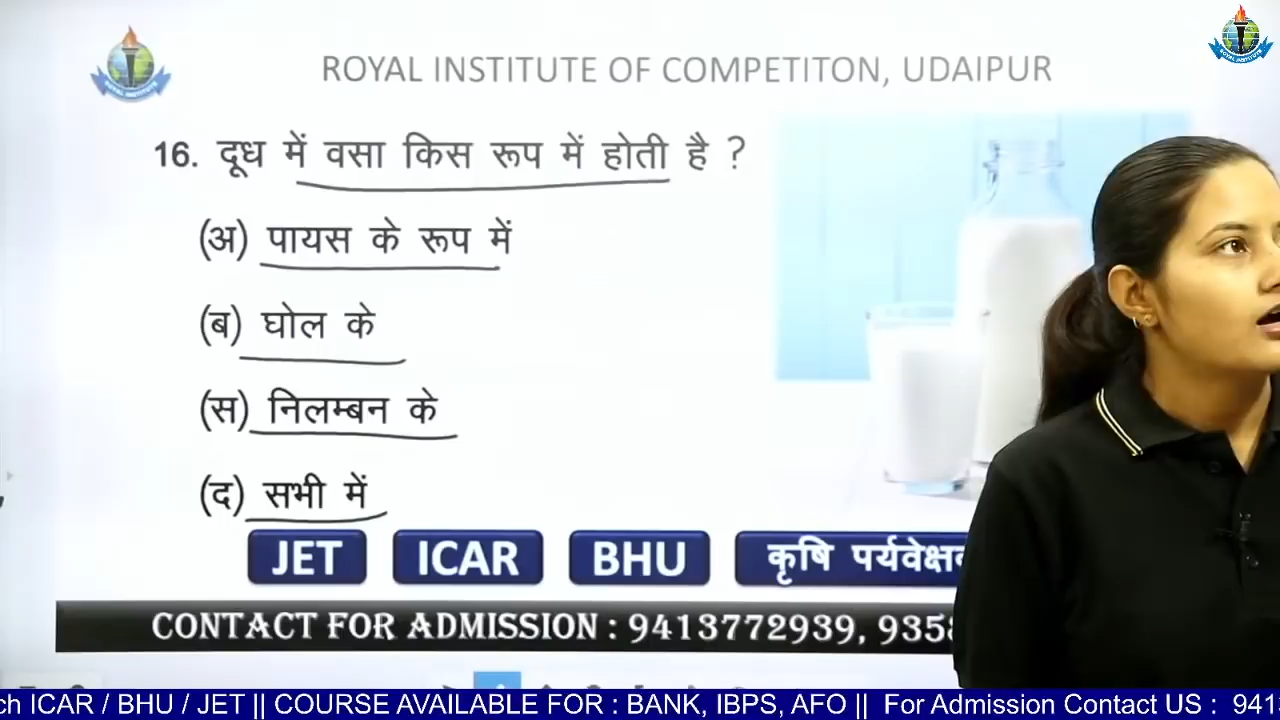 ROYAL INSTITUTE OF COMPETITON, UDAIPUR
16. दूध में वसा किस रूप में होती है ?
(अ) पायस के रूप में
(ब) घोल के
(स) निलम्बन के
(द) सभी में
JET ICAR BHU कृषि
CONTACT FOR ADMISSION : 9413772939,
ICAR / BHU / JET || COURSE AVAILABLE FOR : BANK, IBPS, AFO || For Admission Contact US :